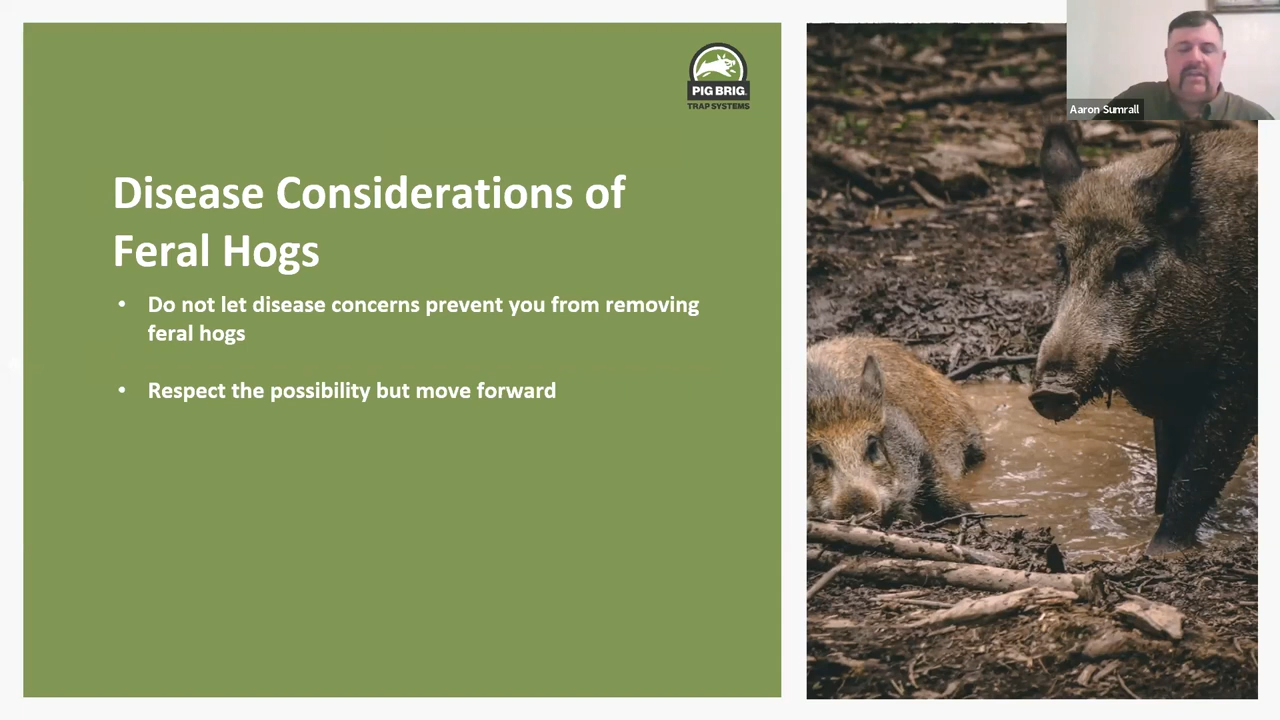 PIG BRIG
TRAP SYSTEMS
Aaron Sumrall
Disease Considerations of
Feral Hogs
• Do not let disease concerns prevent you from removing
feral hogs
• Respect the possibility but move forward